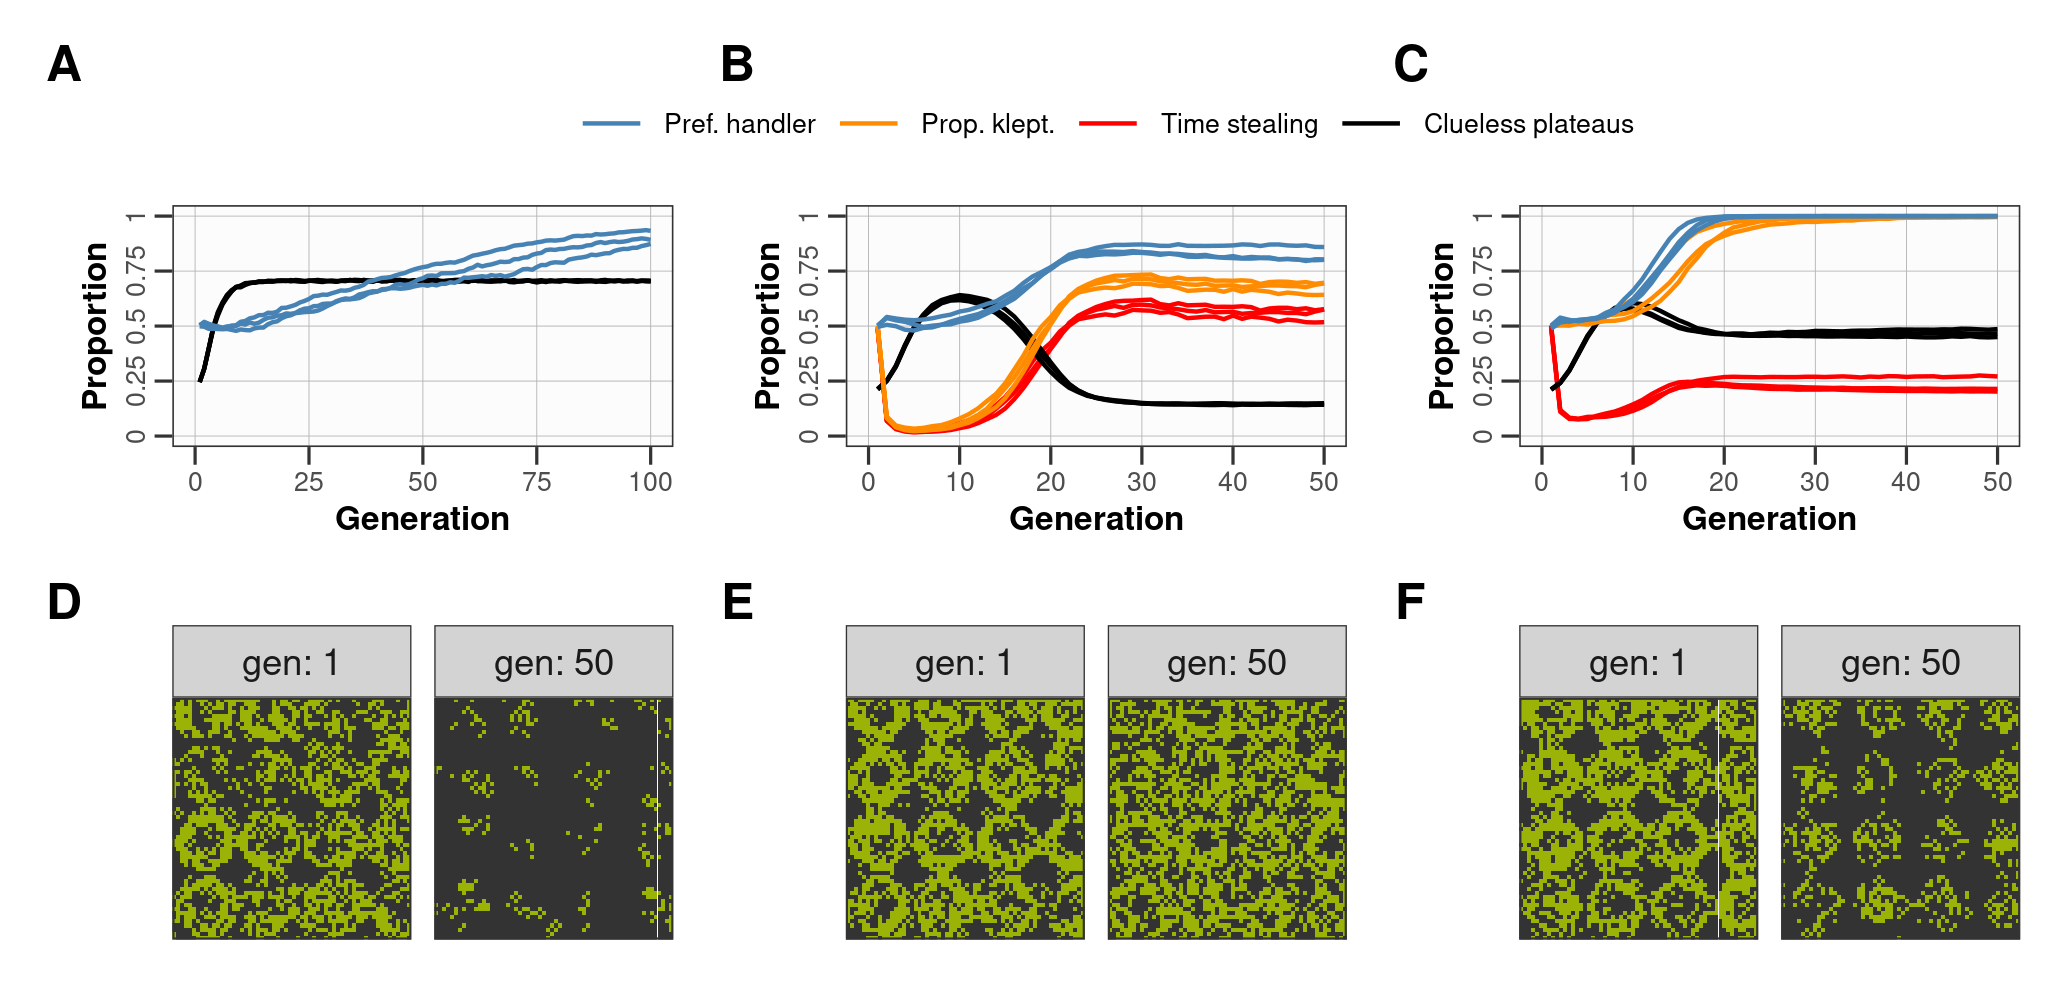 A
B
C
Pref. handler
Prop. klept.
Time stealing
Clueless plateaus
Proportion
1
0.75
0.5
0.25
0
0
25
50
75
100
Generation
Proportion
1
0.75
0.5
0.25
0
0
10
20
30
40
50
Generation
Proportion
1
0.75
0.5
0.25
0
0
10
20
30
40
50
Generation
D
gen: 1
gen: 50
E
gen: 1
gen: 50
F
gen: 1
gen: 50